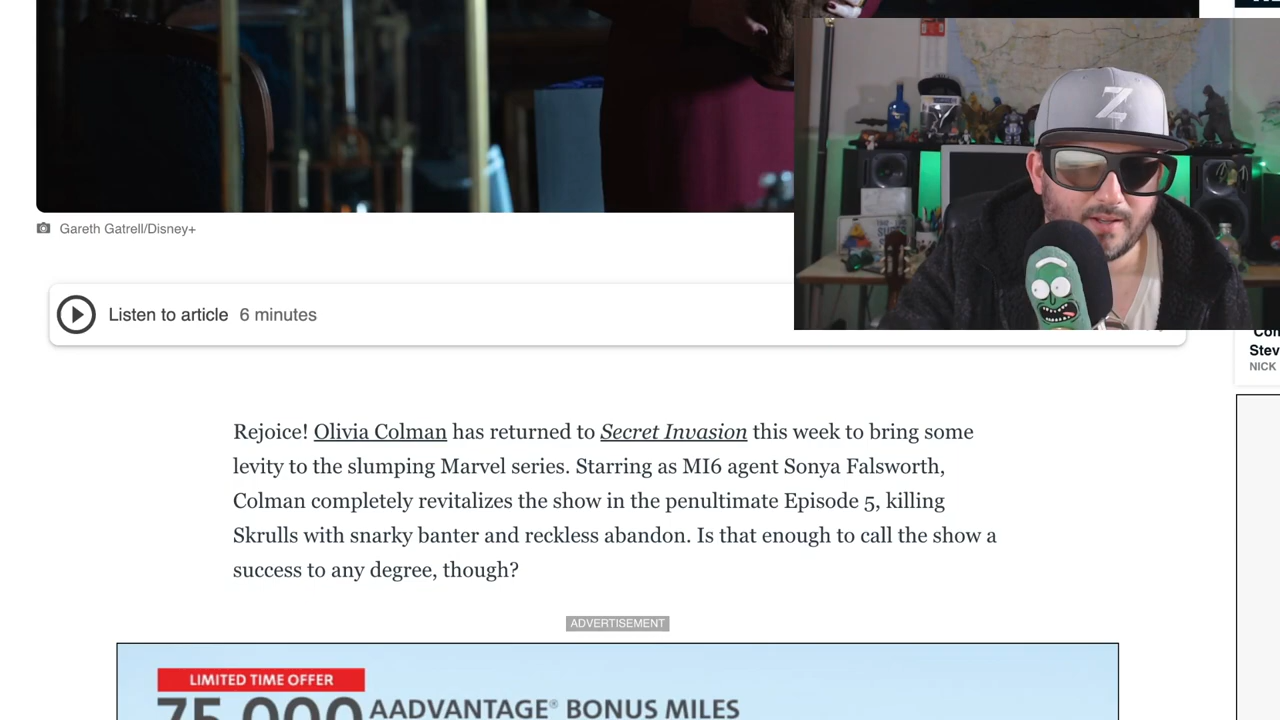 Z
Gareth Gatrell/Disney+
Listen to article 6 minutes
Stev
NICK
Rejoice! Olivia Colman has returned to Secret Invasion this week to bring some
levity to the slumping Marvel series. Starring as MI6 agent Sonya Falsworth,
Colman completely revitalizes the show in the penultimate Episode 5, killing
Skrulls with snarky banter and reckless abandon. Is that enough to call the show a
success to any degree, though?
ADVERTISEMENT
LIMITED TIME OFFER
75,000 AADVANTAGE® BONUS MILES